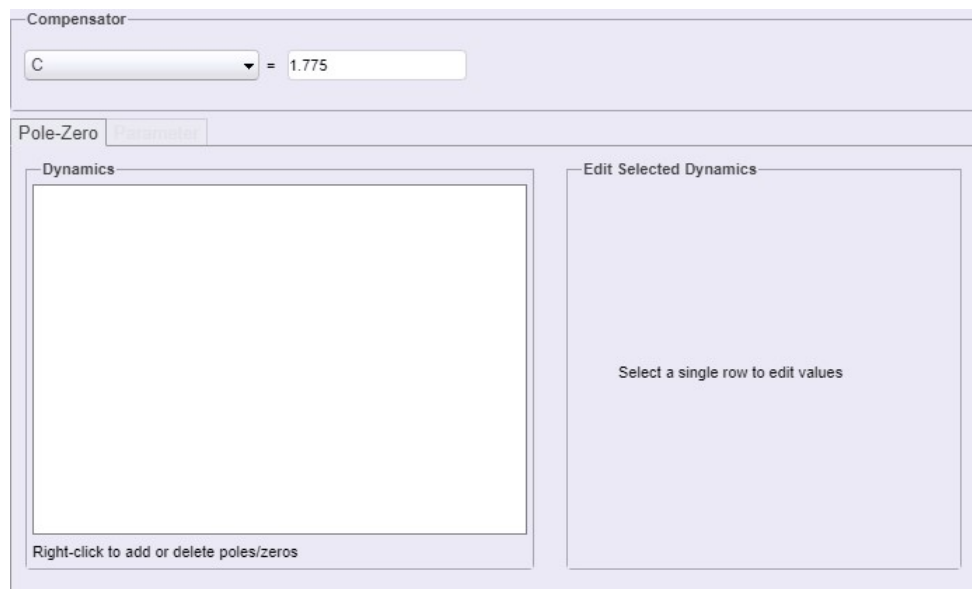 Compensator
C = 1.775
Pole-Zero Parameter
Dynamics
Edit Selected Dynamics
Select a single row to edit values
Right-click to add or delete poles/zeros